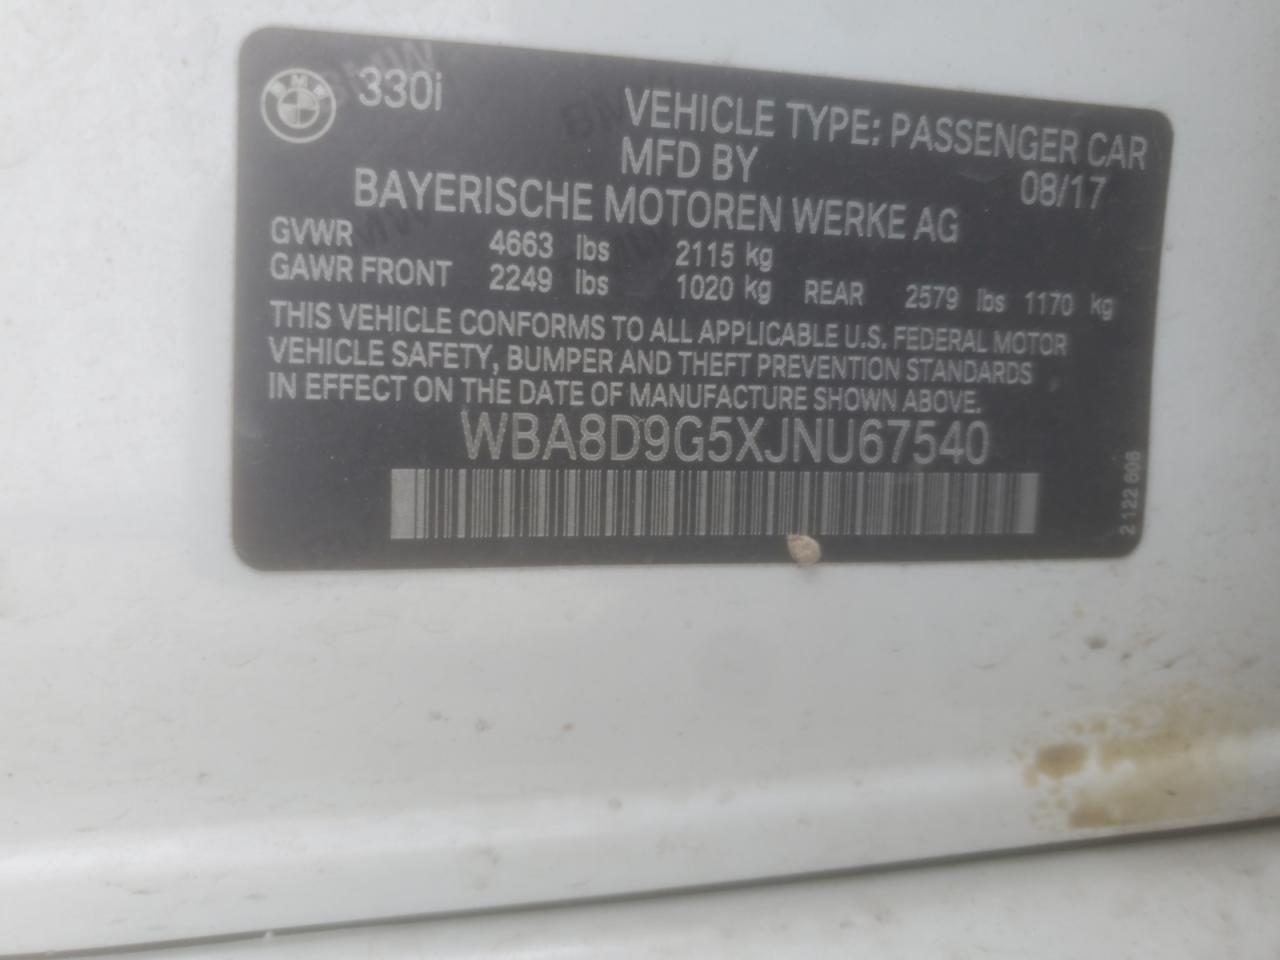 BMW 330i
VEHICLE TYPE: PASSENGER CAR
MFD BY 08/17
BAYERISCHE MOTOREN WERKE AG
GVWR 4663 lbs 2115 kg
GAWR FRONT 2249 lbs 1020 kg REAR 2579 lbs 1170 kg
THIS VEHICLE CONFORMS TO ALL APPLICABLE U.S. FEDERAL MOTOR
VEHICLE SAFETY, BUMPER AND THEFT PREVENTION STANDARDS
IN EFFECT ON THE DATE OF MANUFACTURE SHOWN ABOVE.
WBA8D9G5XJNU67540
2 122 606